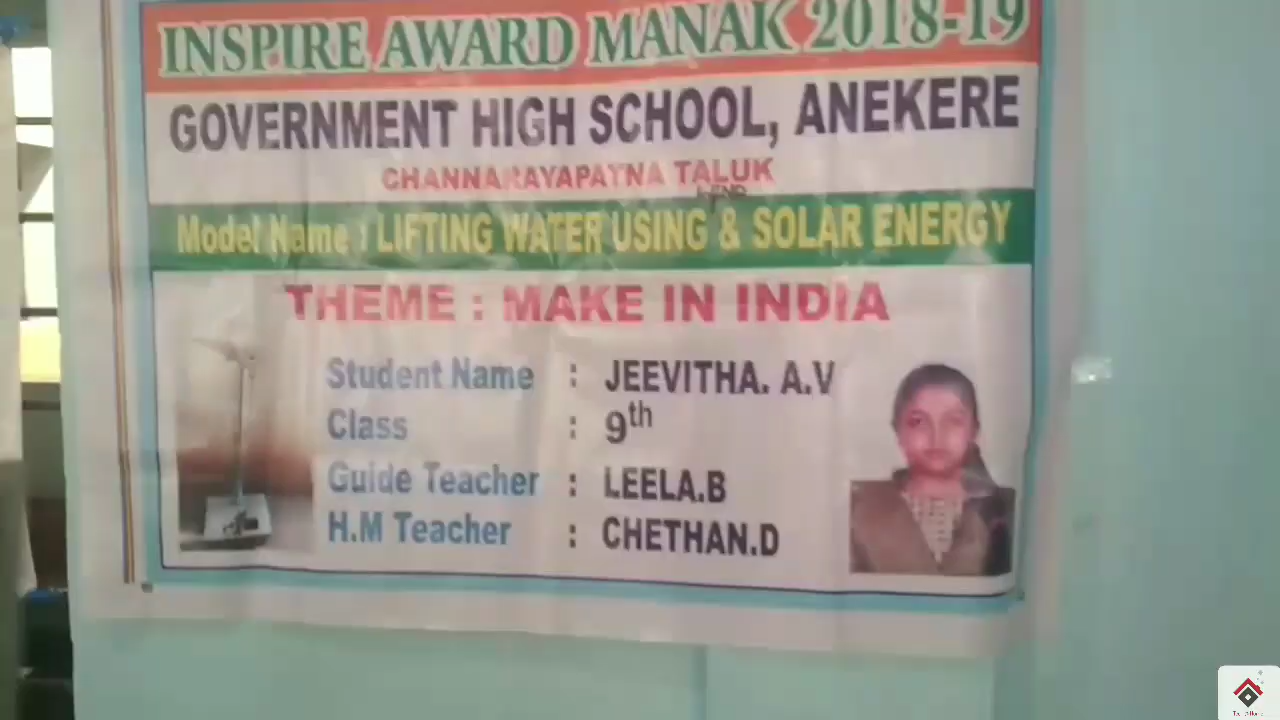 INSPIRE AWARD MANAK 2018-19
GOVERNMENT HIGH SCHOOL, ANEKERE
CHANNARAYAPATNA TALUK
WIND
Model Name : LIFTING WATER USING & SOLAR ENERGY
THEME : MAKE IN INDIA
Student Name : JEEVITHA. A.V
Class : 9th
Guide Teacher : LEELA.B
H.M Teacher : CHETHAN.D